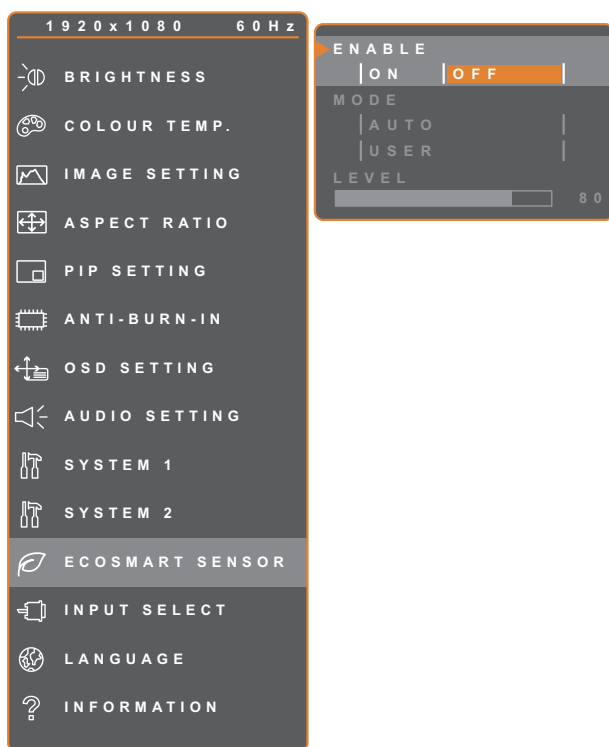 1920x1080 60Hz
BRIGHTNESS
COLOUR TEMP.
IMAGE SETTING
ASPECT RATIO
PIP SETTING
ANTI-BURN-IN
OSD SETTING
AUDIO SETTING
SYSTEM 1
SYSTEM 2
ECOSMART SENSOR
INPUT SELECT
LANGUAGE
INFORMATION
ENABLE
ON OFF
MODE
AUTO
USER
LEVEL
80